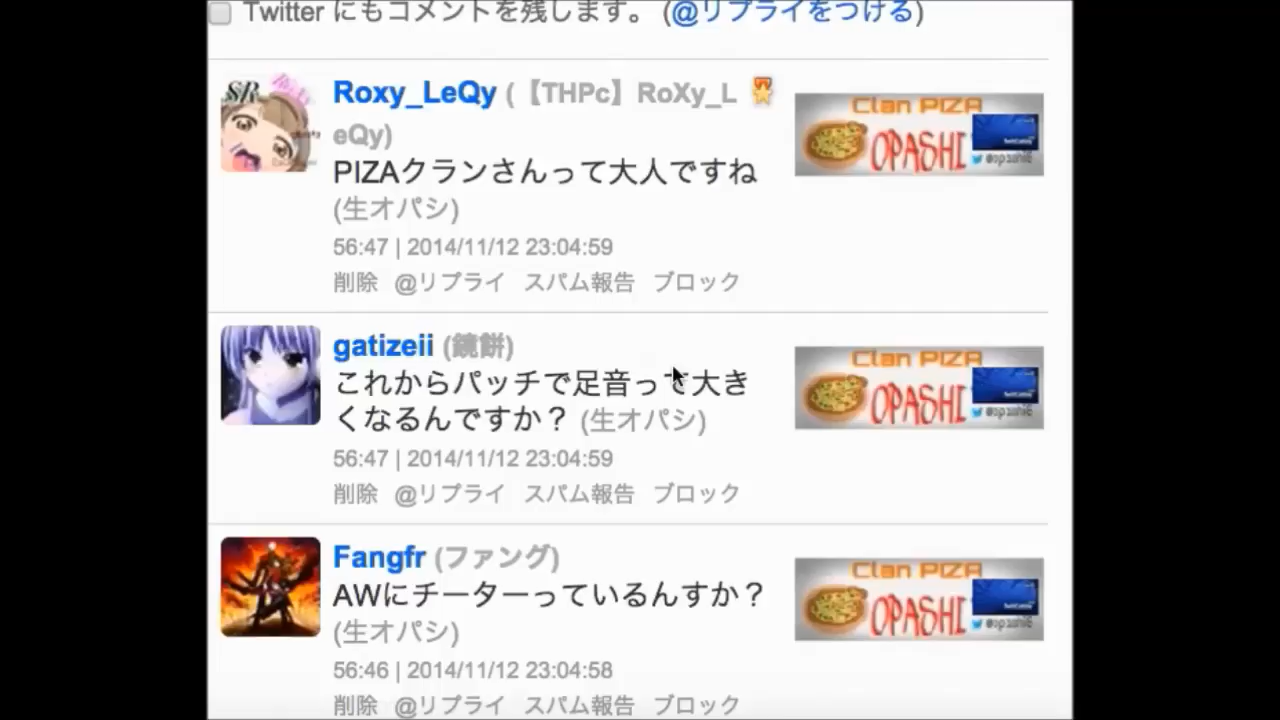 Twitter にもコメントを残します。 (@リプライをつける)
Roxy_LeQy (【THPc】RoXy_L
eQy)
PIZAクランさんって大人ですね
(生オパシ)
56:47 | 2014/11/12 23:04:59
削除 @リプライ スパム報告 ブロック
SR
Clan PIZA
OPASHI
gatizeii (鏡餅)
これからパッチで足音って大き
くなるんですか？ (生オパシ)
56:47 | 2014/11/12 23:04:59
削除 @リプライ スパム報告 ブロック
Clan PIZA
OPASHI
Fangfr (ファング)
AWにチーターっているんすか？
(生オパシ)
56:46 | 2014/11/12 23:04:58
削除 @リプライ スパム報告 ブロック
Clan PIZA
OPASHI